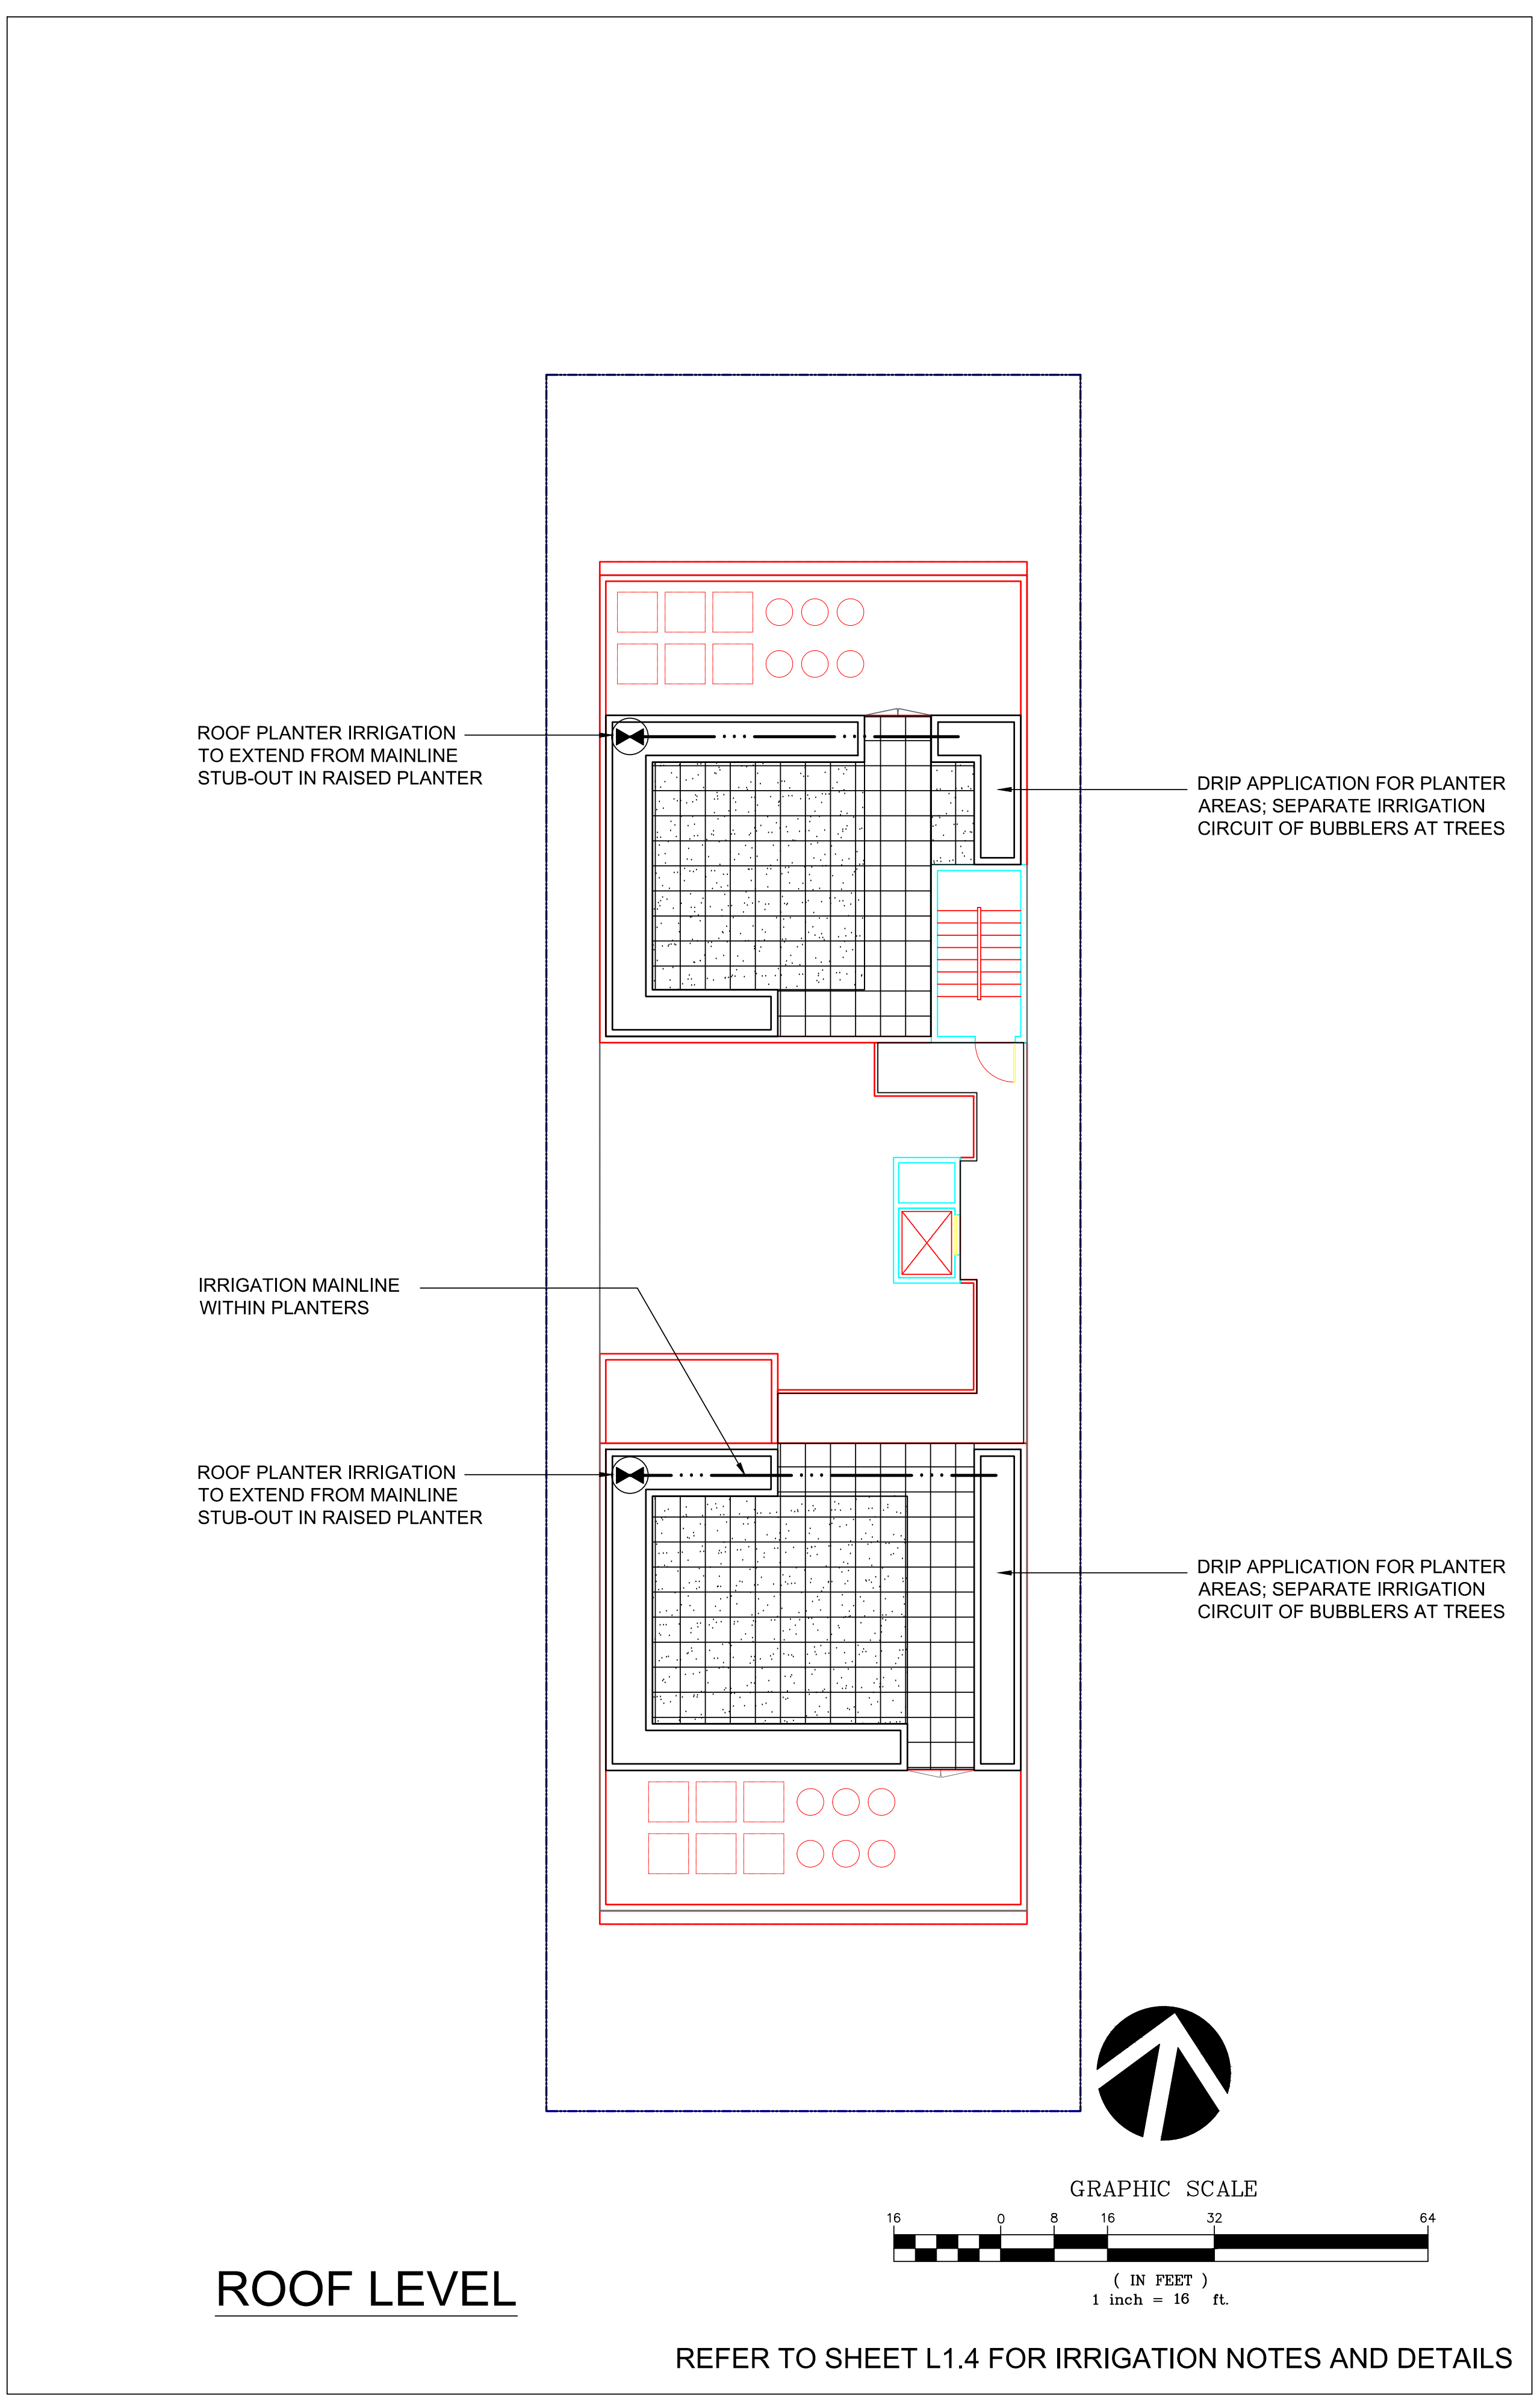 ROOF PLANTER IRRIGATION
TO EXTEND FROM MAINLINE
STUB-OUT IN RAISED PLANTER
DRIP APPLICATION FOR PLANTER
AREAS; SEPARATE IRRIGATION
CIRCUIT OF BUBBLERS AT TREES
IRRIGATION MAINLINE
WITHIN PLANTERS
ROOF PLANTER IRRIGATION
TO EXTEND FROM MAINLINE
STUB-OUT IN RAISED PLANTER
DRIP APPLICATION FOR PLANTER
AREAS; SEPARATE IRRIGATION
CIRCUIT OF BUBBLERS AT TREES
GRAPHIC SCALE
16 0 8 16 32 64
( IN FEET )
1 inch = 16 ft.
ROOF LEVEL
REFER TO SHEET L1.4 FOR IRRIGATION NOTES AND DETAILS